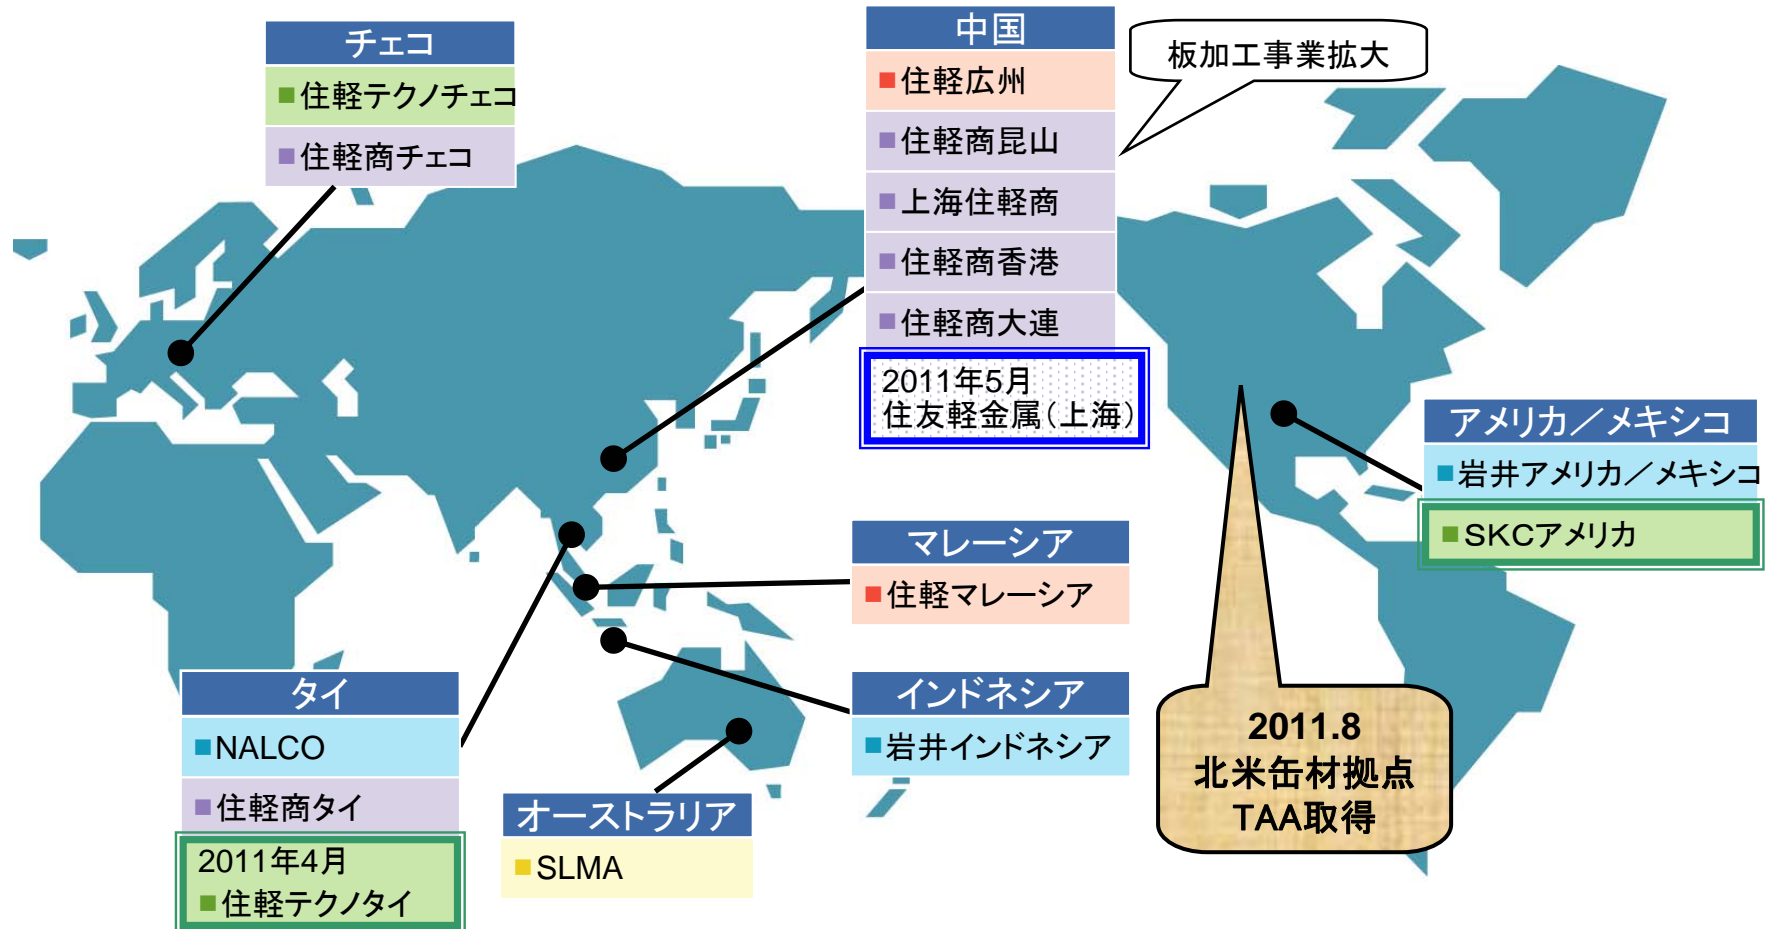 チェコ
■住軽テクノチェコ
■住軽商チェコ
中国
■住軽広州
■住軽商昆山
■上海住軽商
■住軽商香港
■住軽商大連
2011年5月
住友軽金属（上海）
板加工事業拡大
アメリカ／メキシコ
■岩井アメリカ／メキシコ
■SKCアメリカ
マレーシア
■住軽マレーシア
インドネシア
■岩井インドネシア
2011.8
北米缶材拠点
TAA取得
タイ
■NALCO
■住軽商タイ
2011年4月
■住軽テクノタイ
オーストラリア
■SLMA